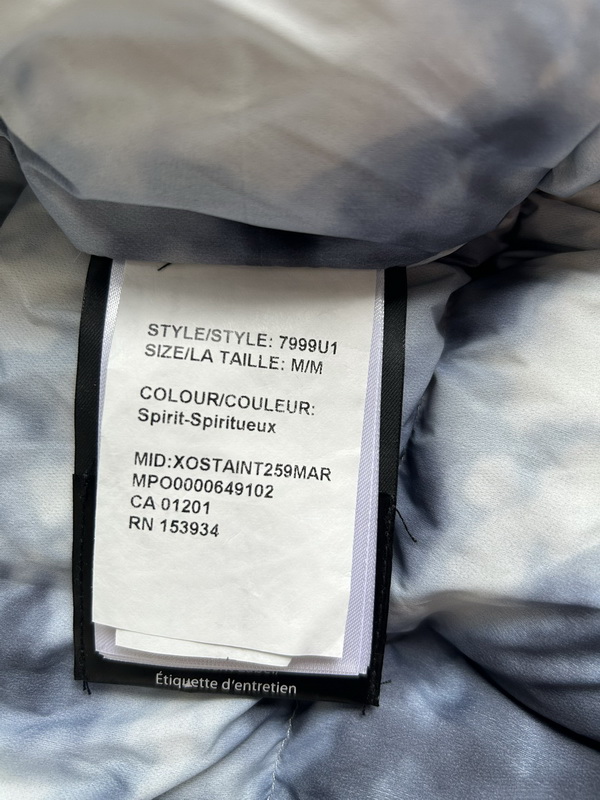 STYLE/STYLE: 7999U1
SIZE/LA TAILLE: M/M
COLOUR/COULEUR:
Spirit-Spiritueux
MID:XOSTAINT259MAR
MPO0000649102
CA 01201
RN 153934
Étiquette d'entretien